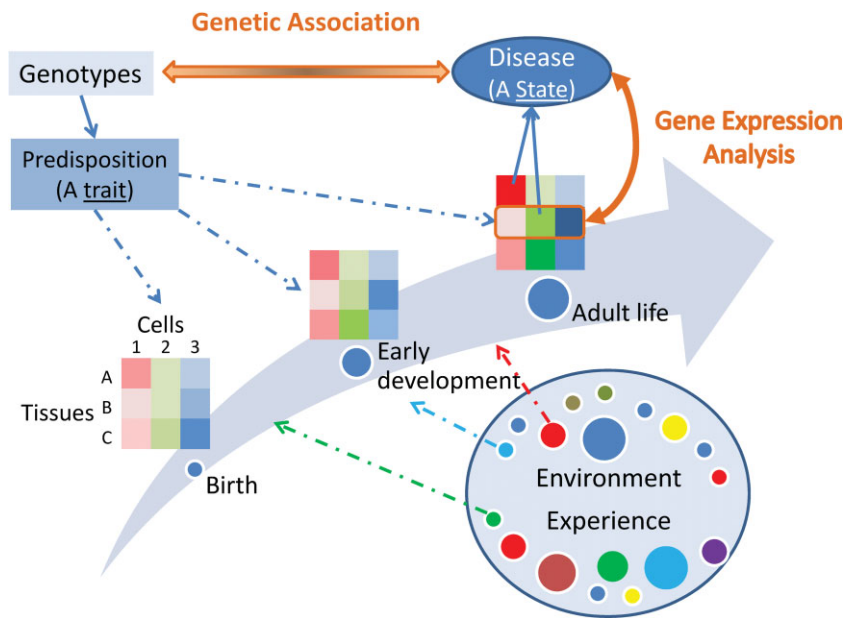 Genetic Association
Genotypes
Disease
(A State)
Gene Expression
Analysis
Predisposition
(A trait)
Cells
1 2 3
A
Tissues B
C
Birth
Early
development
Adult life
Environment
Experience